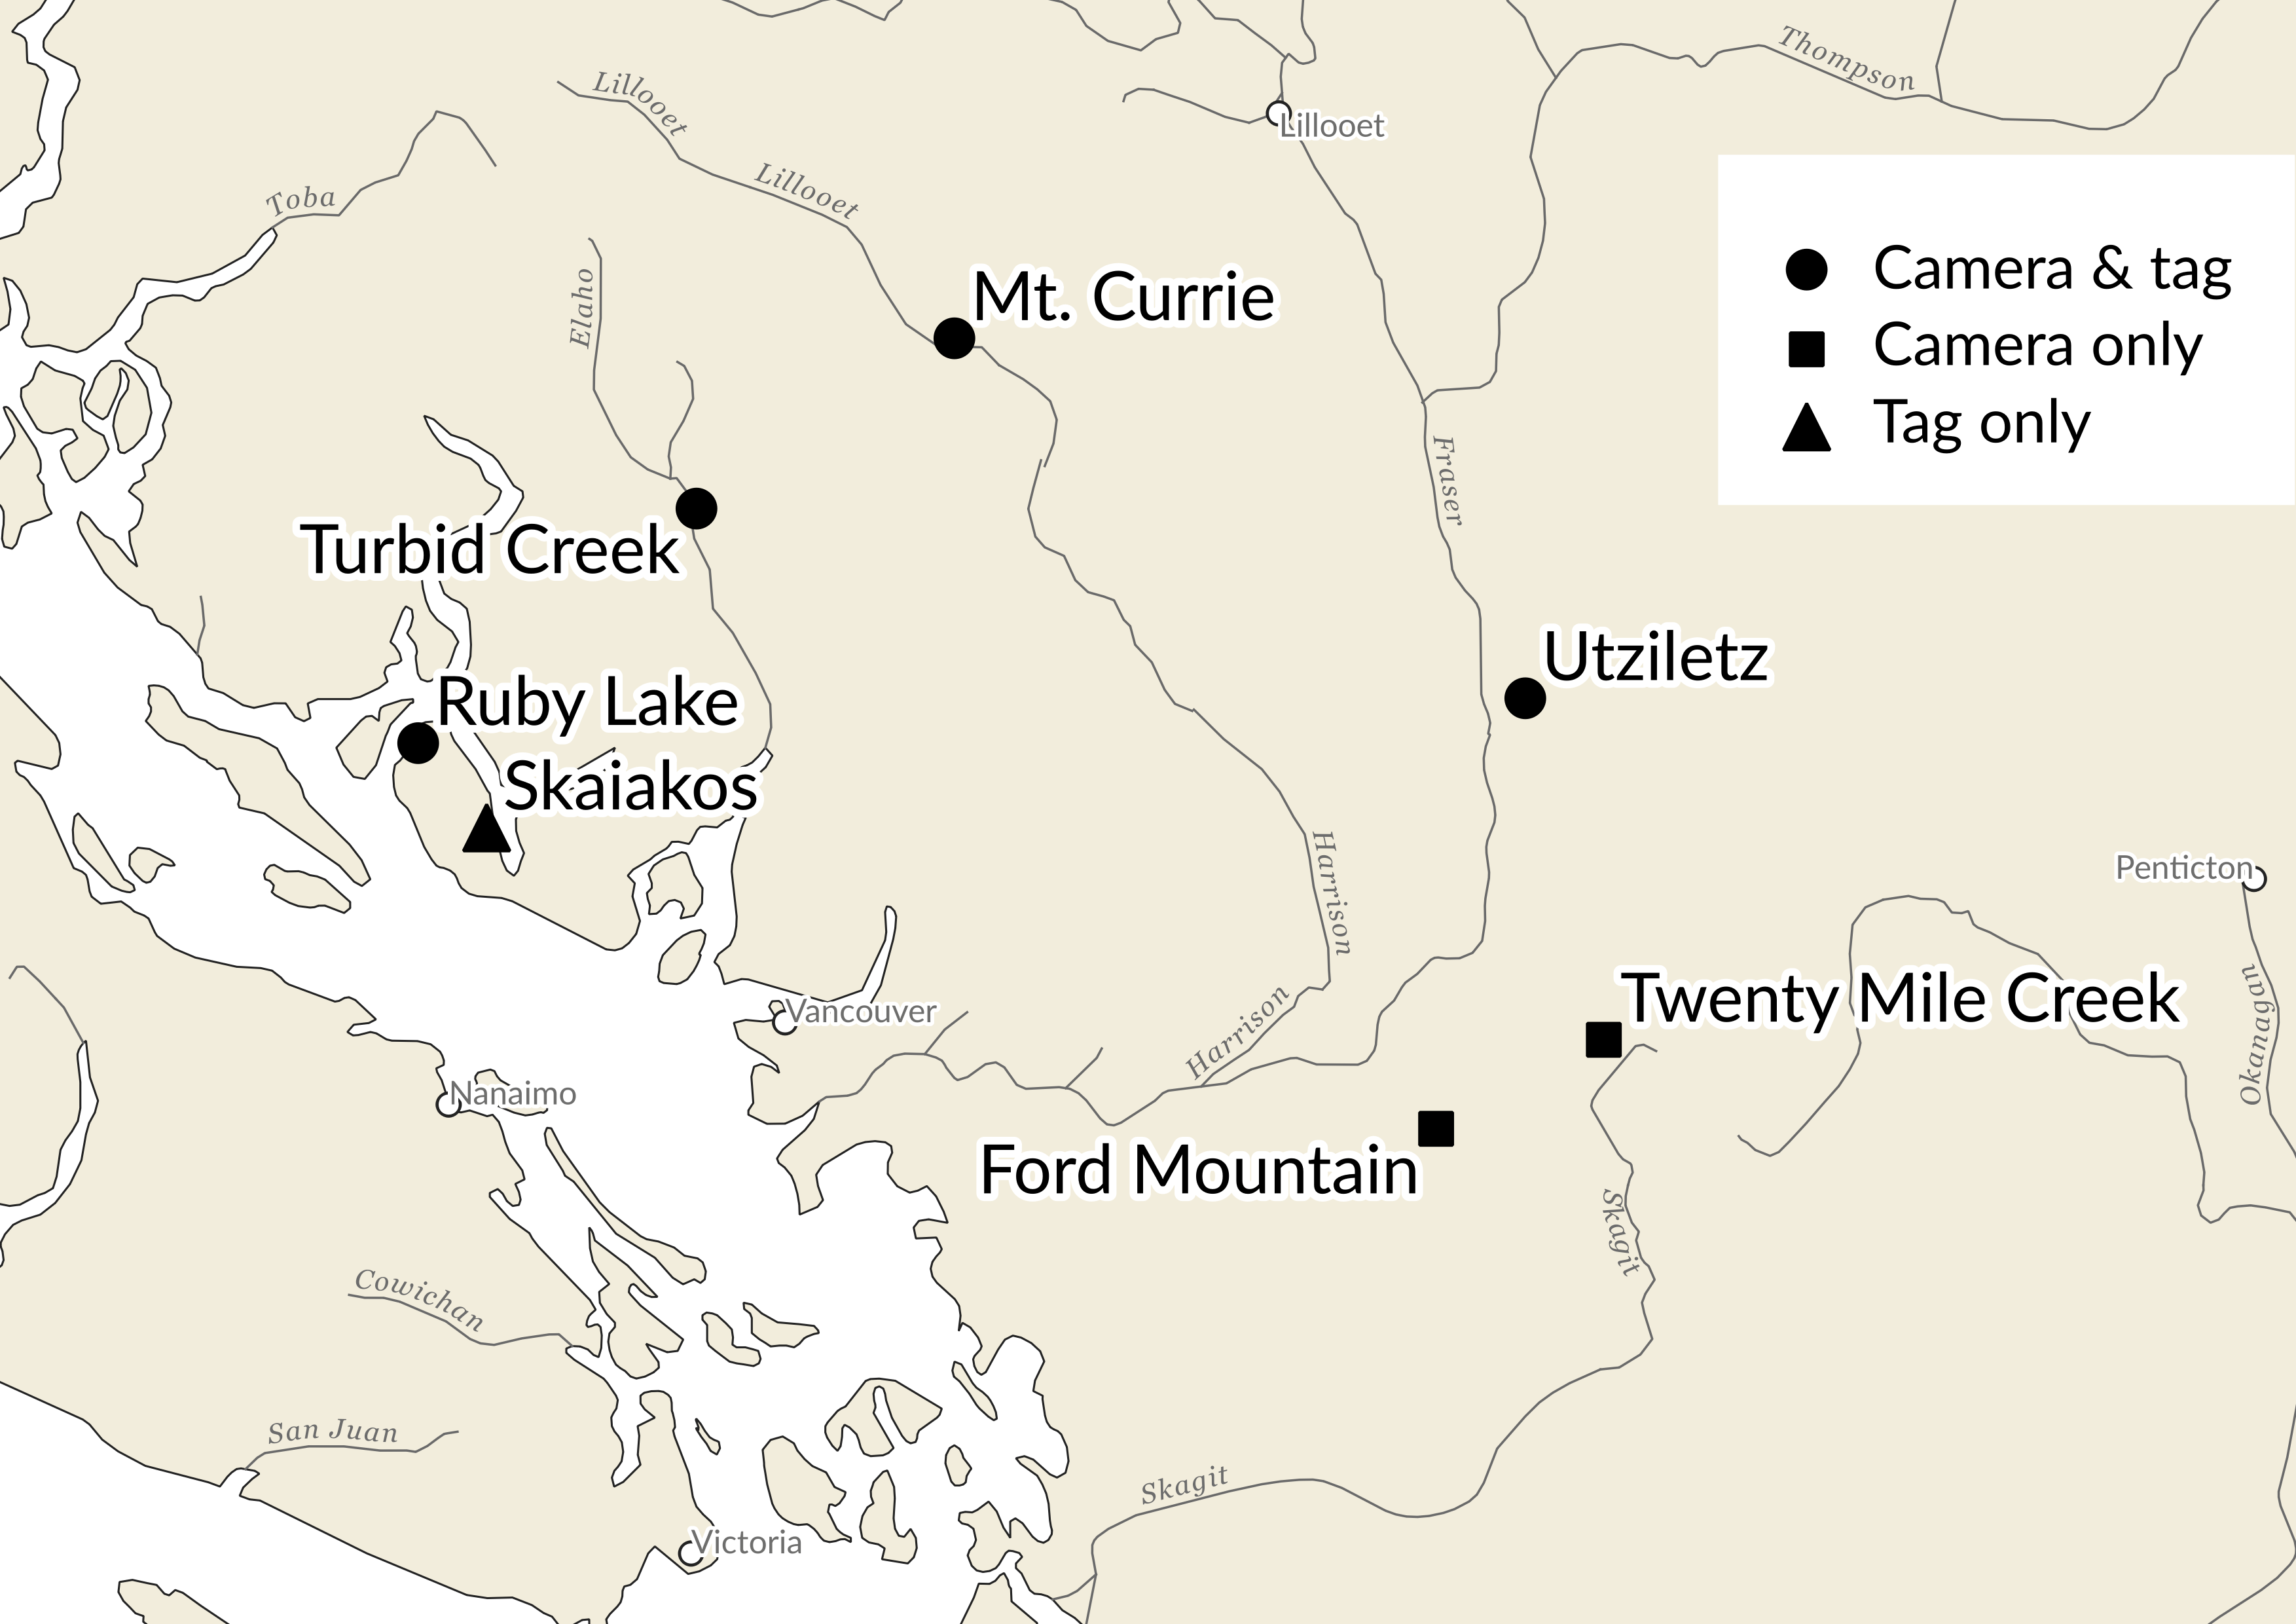 Thompson
Lillooet
Lillooet
Lillooet
Toba
Camera & tag
Camera only
Tag only
Elaho
Mt. Currie
Fraser
Turbid Creek
Utziletz
Ruby Lake
Skaiakos
Harrison
Penticton
Twenty Mile Creek
Okanagan
Vancouver
Harrison
Nanaimo
Ford Mountain
Skagit
Cowichan
San Juan
Skagit
Victoria